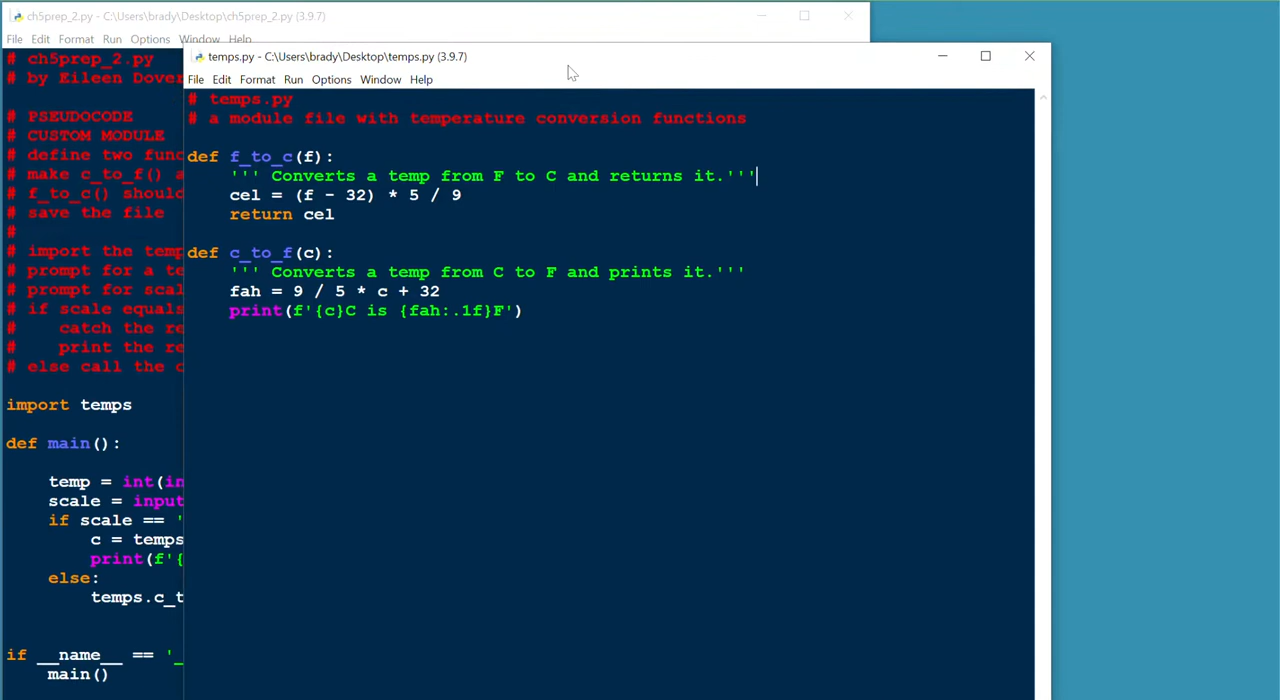 ch5prep_2.py - C:\Users\brady\Desktop\ch5prep_2.py (3.9.7)
File Edit Format Run Options Window Help
# ch5prep_2.py
# by Eileen Dover
# PSEUDOCODE
# CUSTOM MODULE
# define two func
# make c_to_f() a
# f_to_c() should
# save the file
#
# import the temp
# prompt for a te
# prompt for scal
# if scale equals
# catch the re
# print the re
# else call the c
import temps
def main():
temp = int(in
scale = input
if scale == '
c = temps
print(f'{
else:
temps.c_t
if __name__ == '_
main()
temps.py - C:\Users\brady\Desktop\temps.py (3.9.7)
File Edit Format Run Options Window Help
# temps.py
# a module file with temperature conversion functions
def f_to_c(f):
''' Converts a temp from F to C and returns it.'''
cel = (f - 32) * 5 / 9
return cel
def c_to_f(c):
''' Converts a temp from C to F and prints it.'''
fah = 9 / 5 * c + 32
print(f'{c}C is {fah:.1f}F')